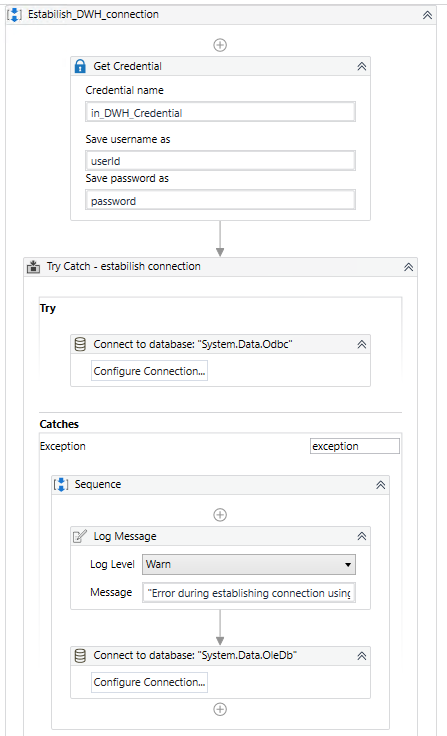 Estabilish_DWH_connection
Get Credential
Credential name
in_DWH_Credential
Save username as
userId
Save password as
password
Try Catch - estabilish connection
Try
Connect to database: "System.Data.Odbc"
Configure Connection...
Catches
Exception exception
Sequence
Log Message
Log Level Warn
Message "Error during establishing connection using
Connect to database: "System.Data.OleDb"
Configure Connection...